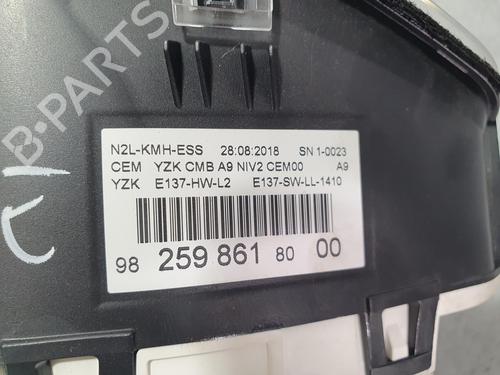 B-PARTS
N2L-KMH-ESS 28:08:2018 SN 1-0023
CEM YZK CMB A9 NIV2 CEM00 A9
YZK E137-HW-L2 E137-SW-LL-1410
98 259 861 80 00